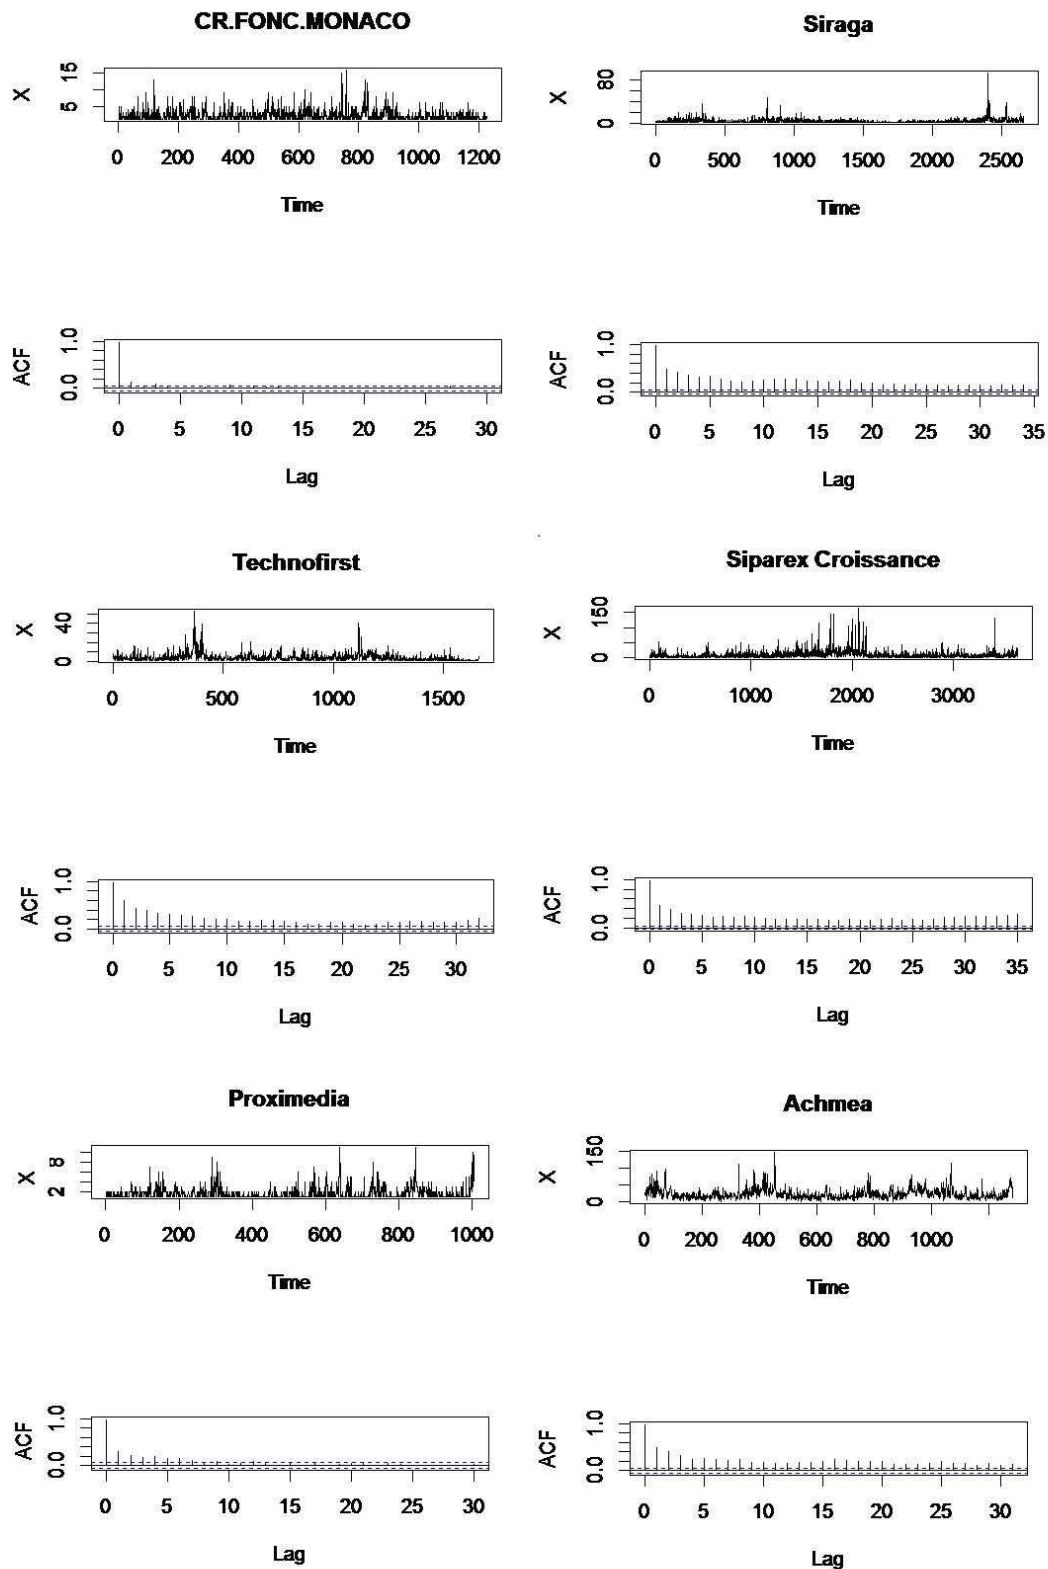 CR.FONC.MONACO
X
5 15
0 200 400 600 800 1000 1200
Time
ACF
0.0 1.0
0 5 10 15 20 25 30
Lag
Siraga
X
0 80
0 500 1000 1500 2000 2500
Time
ACF
0.0 1.0
0 5 10 15 20 25 30 35
Lag
Technofirst
X
0 40
0 500 1000 1500
Time
ACF
0.0 1.0
0 5 10 15 20 25 30
Lag
Siparex Croissance
X
0 150
0 1000 2000 3000
Time
ACF
0.0 1.0
0 5 10 15 20 25 30 35
Lag
Proximedia
X
2 8
0 200 400 600 800 1000
Time
ACF
0.0 1.0
0 5 10 15 20 25 30
Lag
Achmea
X
0 150
0 200 400 600 800 1000
Time
ACF
0.0 1.0
0 5 10 15 20 25 30
Lag